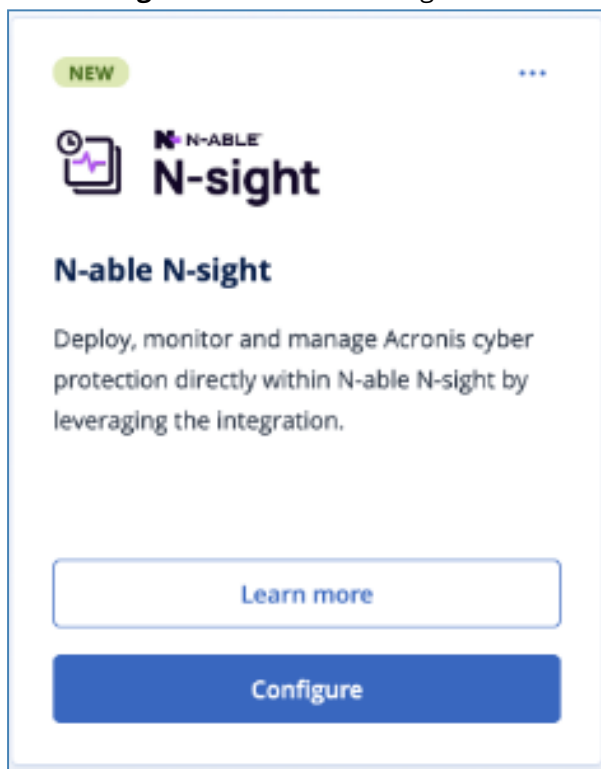 NEW
...
N-ABLE
N-sight
N-able N-sight
Deploy, monitor and manage Acronis cyber
protection directly within N-able N-sight by
leveraging the integration.
Learn more
Configure